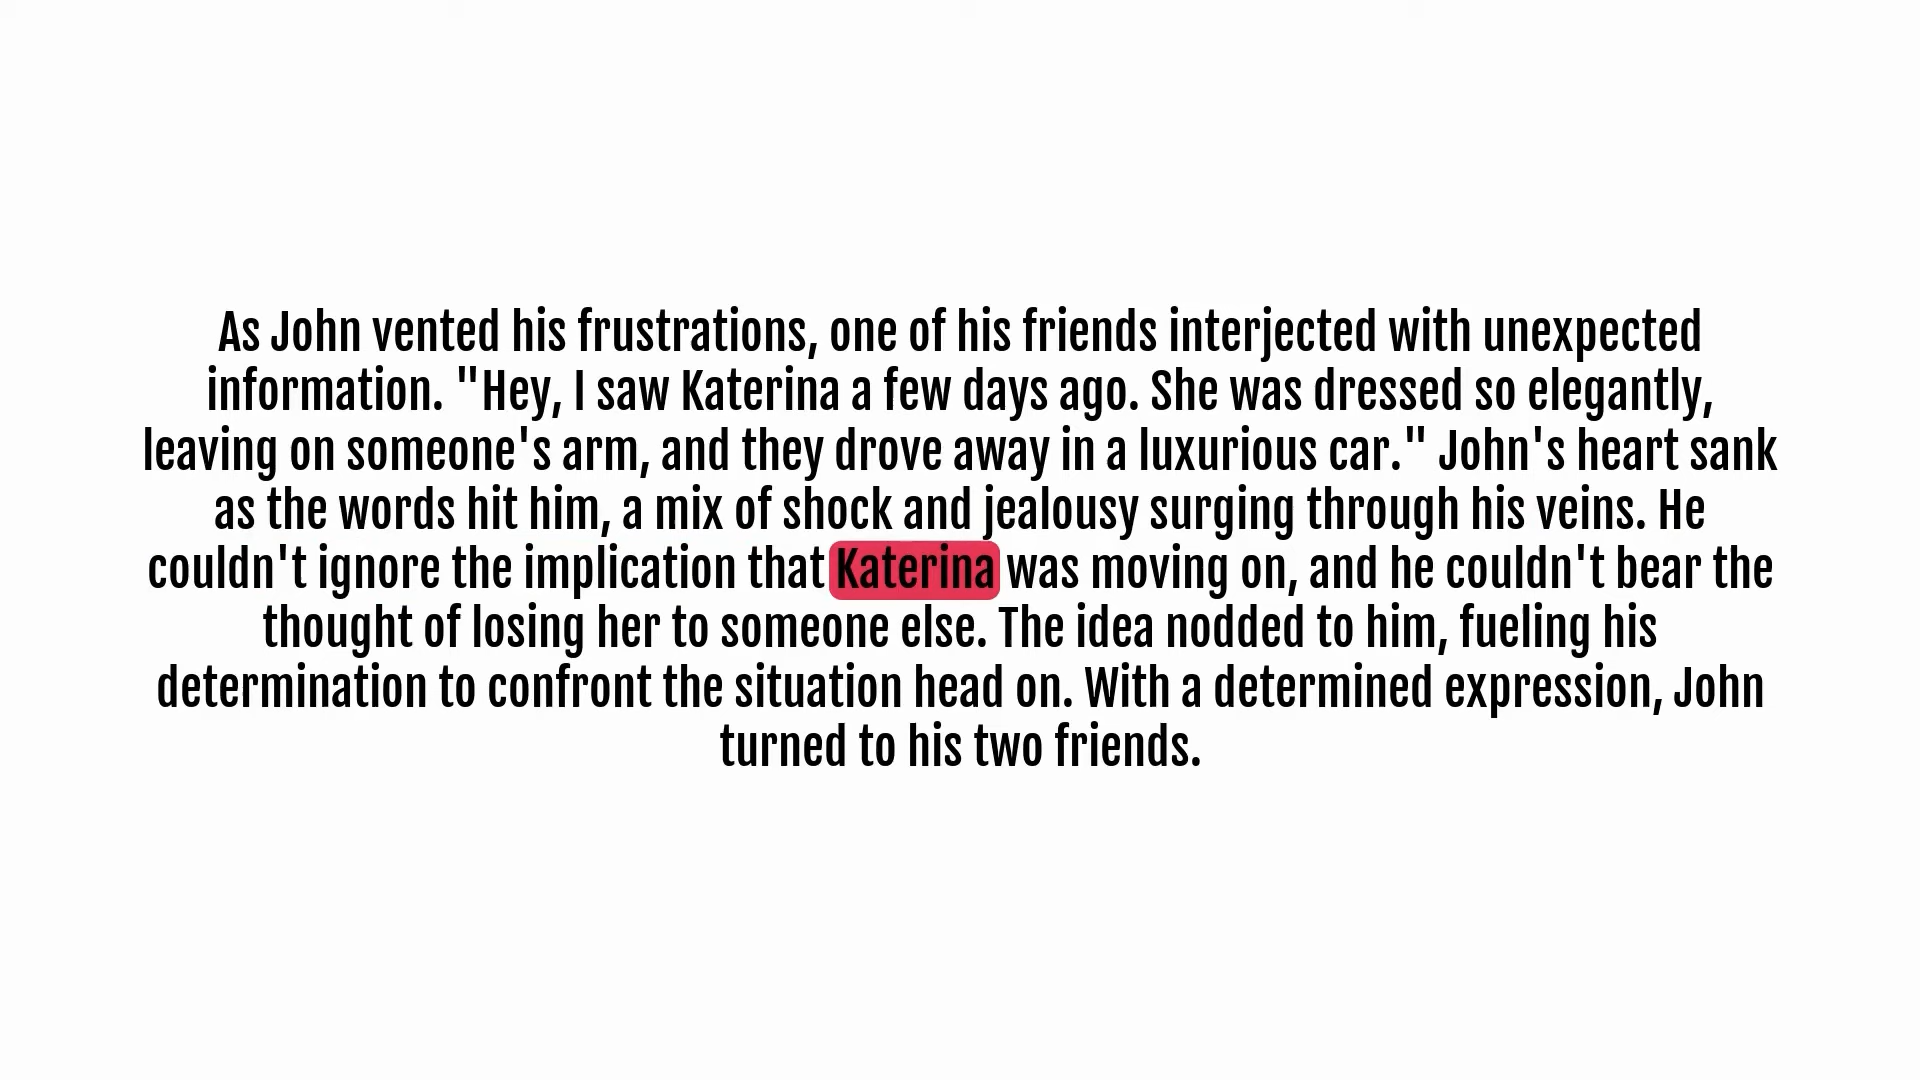 As John vented his frustrations, one of his friends interjected with unexpected
information. "Hey, I saw Katerina a few days ago. She was dressed so elegantly,
leaving on someone's arm, and they drove away in a luxurious car." John's heart sank
as the words hit him, a mix of shock and jealousy surging through his veins. He
couldn't ignore the implication that Katerina was moving on, and he couldn't bear the
thought of losing her to someone else. The idea nodded to him, fueling his
determination to confront the situation head on. With a determined expression, John
turned to his two friends.